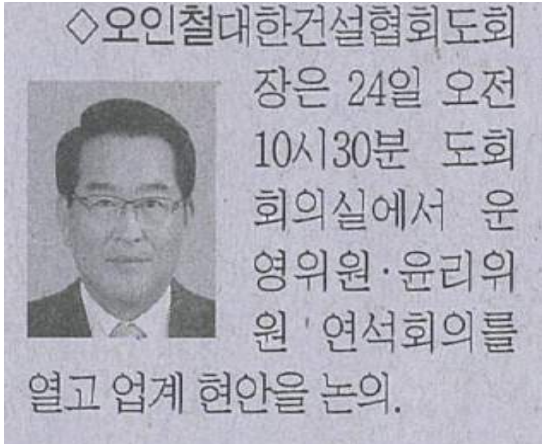 ◇오인철대한건설협회도회
장은 24일 오전
10시30분 도회
회의실에서 운
영위원·윤리위
원 연석회의를
열고 업계 현안을 논의.